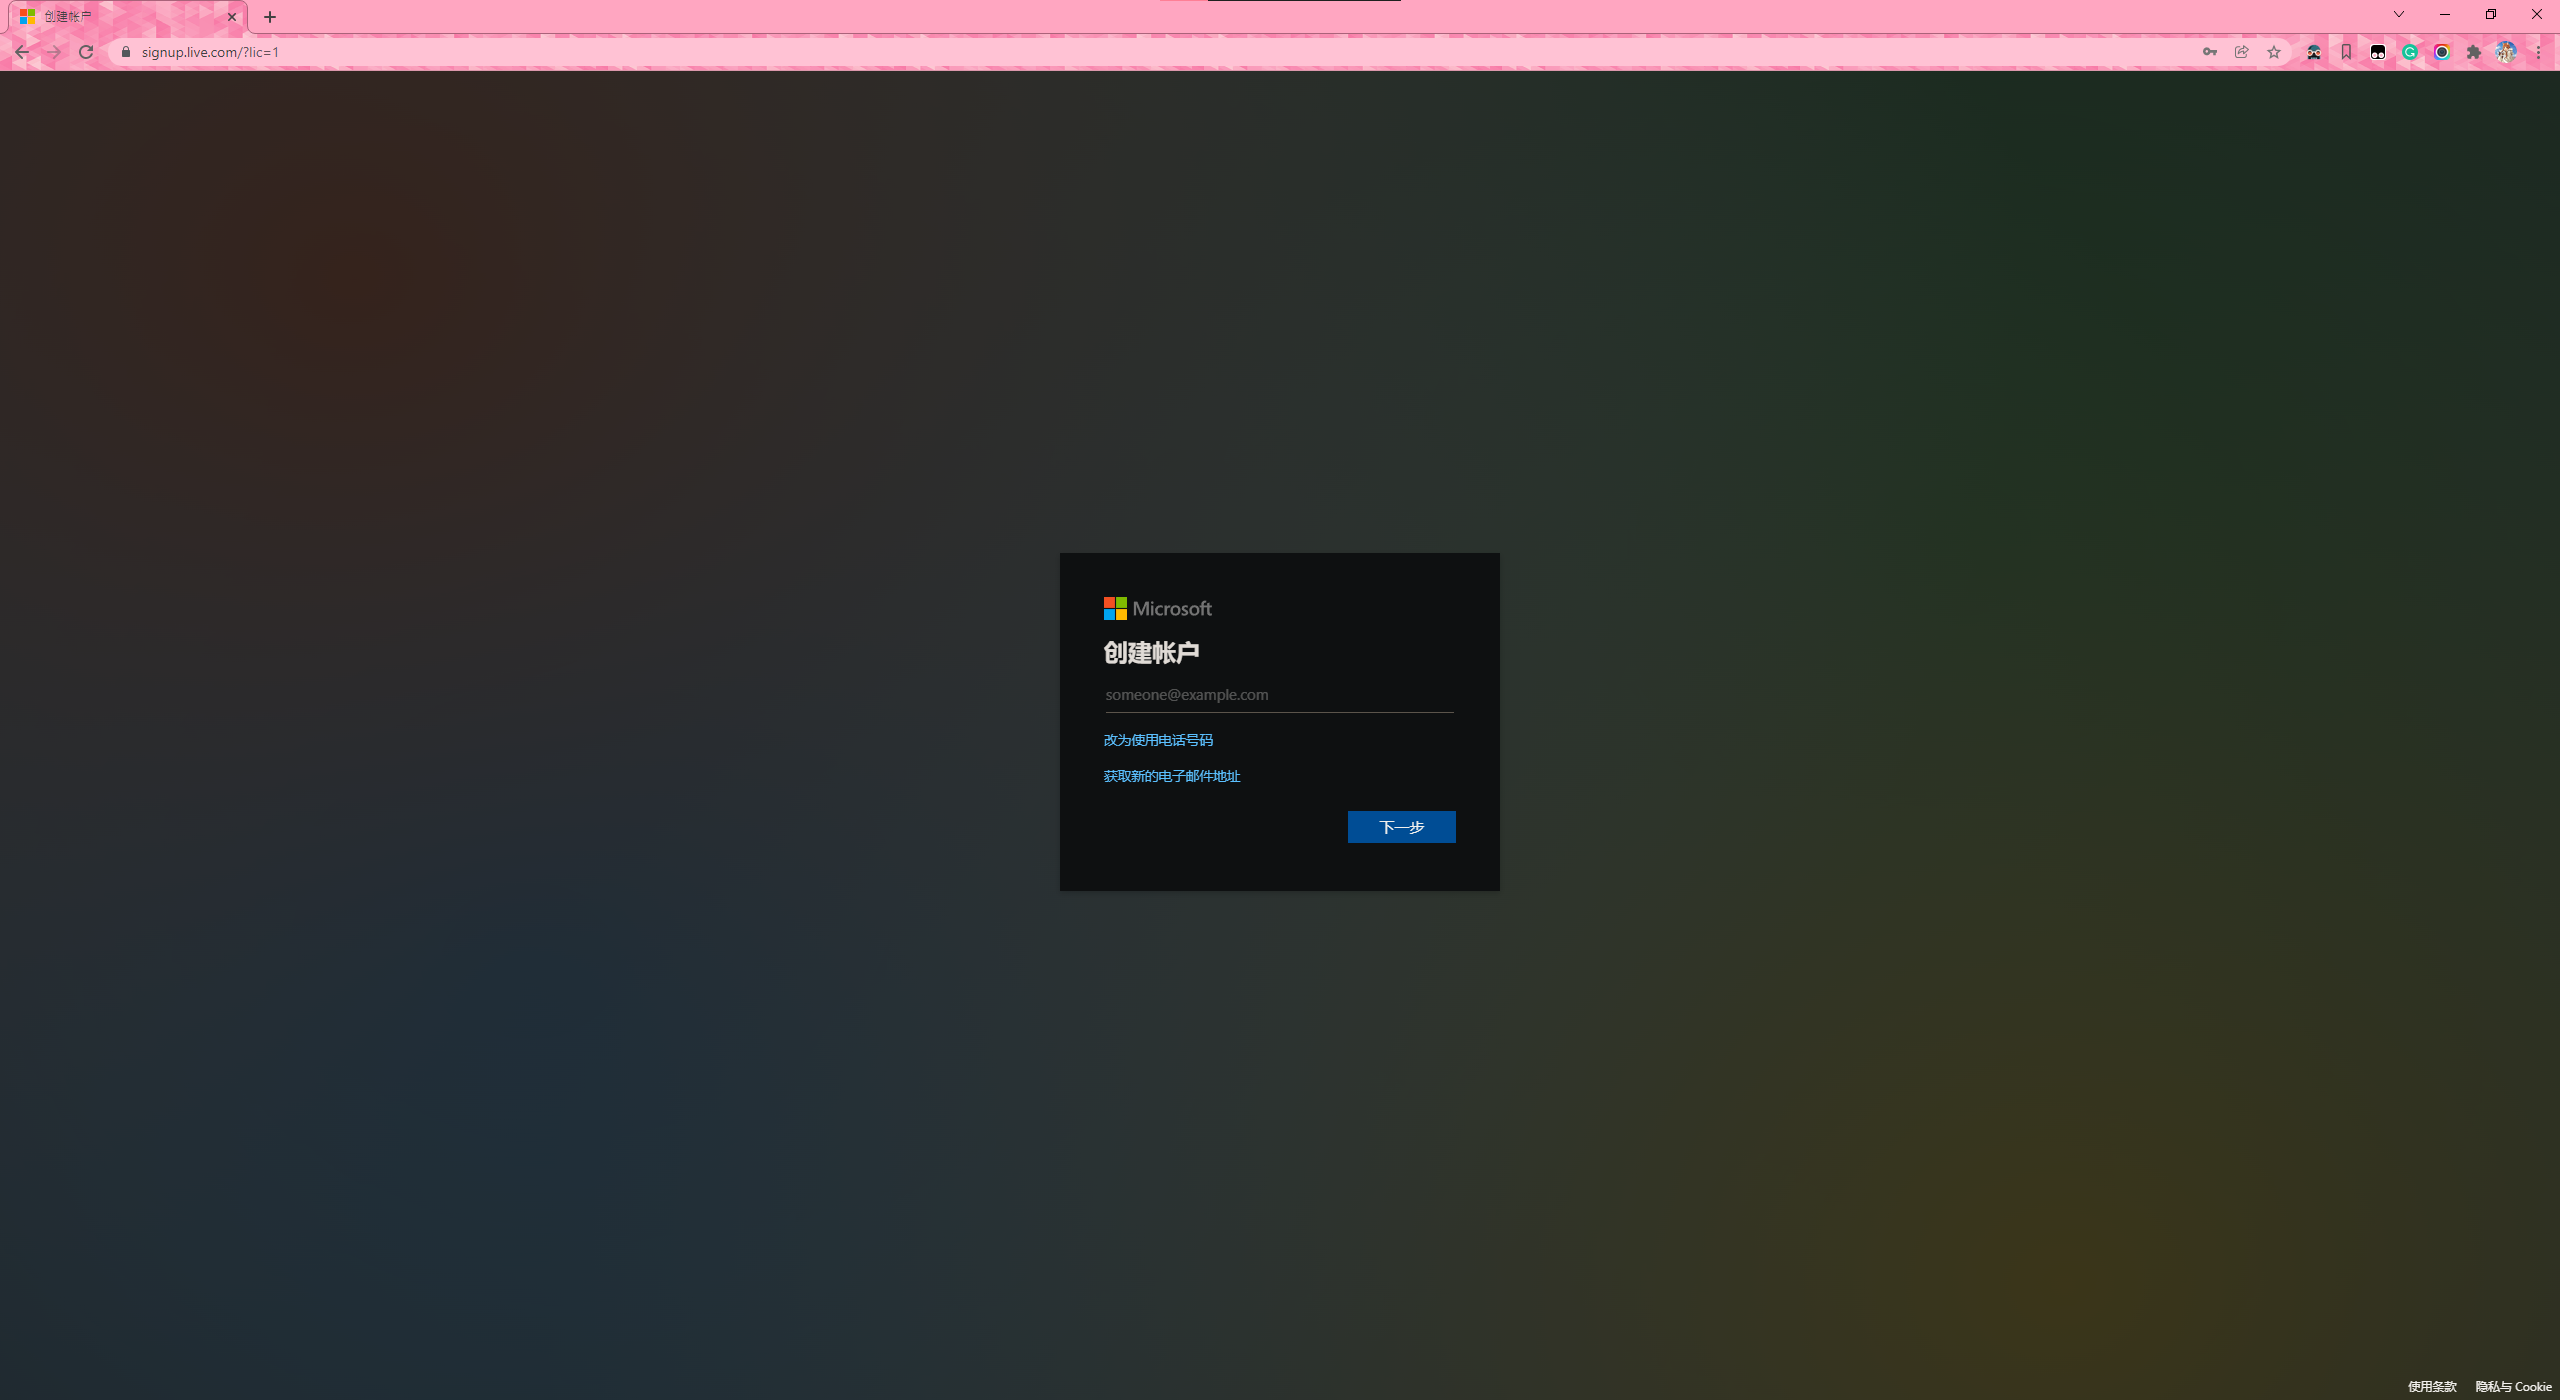 创建帐户
signup.live.com/?lic=1
Microsoft
创建帐户
someone@example.com
改为使用电话号码
获取新的电子邮件地址
下一步
使用条款 隐私与 Cookie